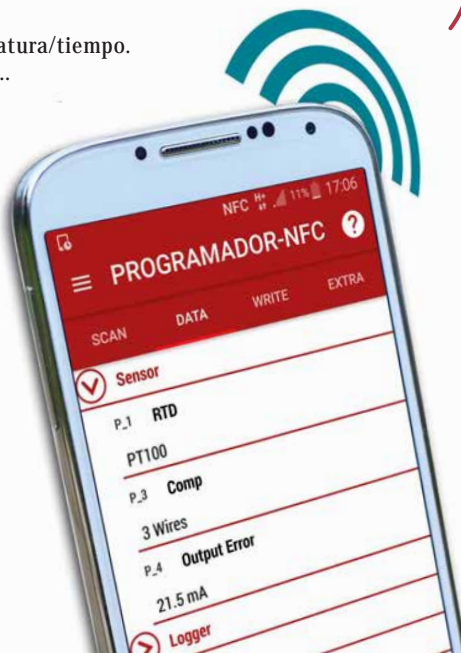 atura/tiempo.
..
NFC H+ 11% 17:06
PROGRAMADOR-NFC ?
SCAN DATA WRITE EXTRA
Sensor
P_1 RTD
PT100
P_3 Comp
3 Wires
P_4 Output Error
21.5 mA
Logger